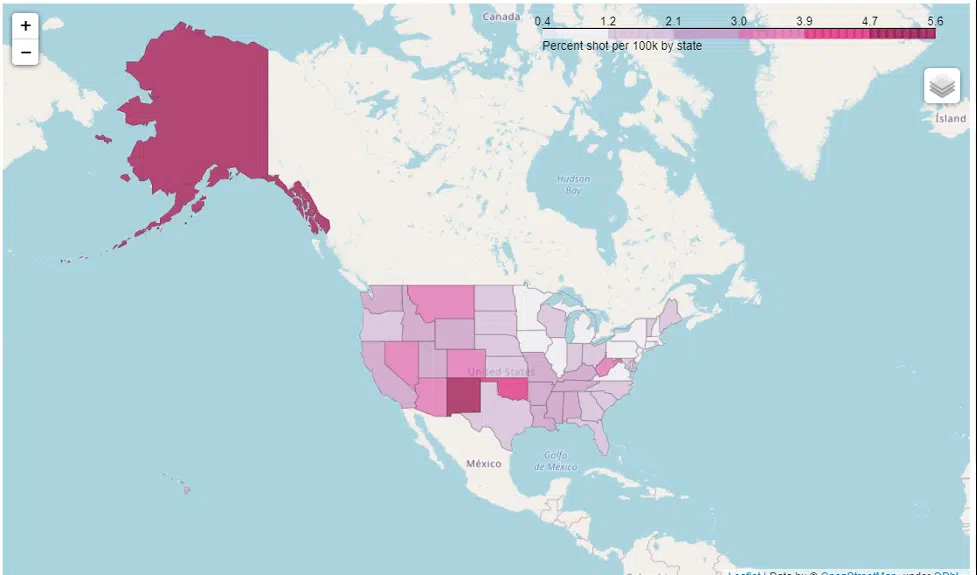 +
−
Canada
0.4 1.2 2.1 3.0 3.9 4.7 5.6
Percent shot per 100k by state
Ísland
Hudson
Bay
United States
Golfo
de México
México
Leaflet | Data by © OpenStreetMap, under ODbL